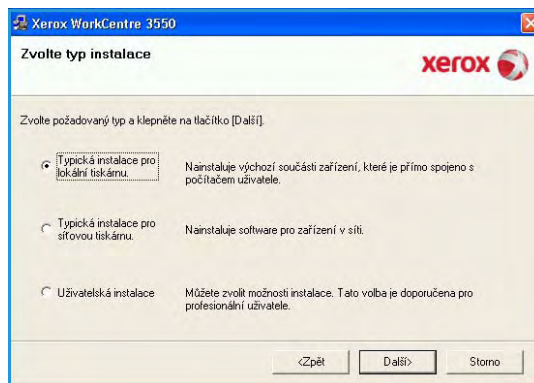 Xerox WorkCentre 3550
Zvolte typ instalace
xerox
Zvolte požadovaný typ a klepněte na tlačítko [Další].
Typická instalace pro
lokální tiskárnu.
Nainstaluje výchozí součásti zařízení, které je přímo spojeno s
počítačem uživatele.
Typická instalace pro
síťovou tiskárnu.
Nainstaluje software pro zařízení v síti.
Uživatelská instalace
Můžete zvolit možnosti instalace. Tato volba je doporučena pro
profesionální uživatele.
<Zpět
Další>
Storno